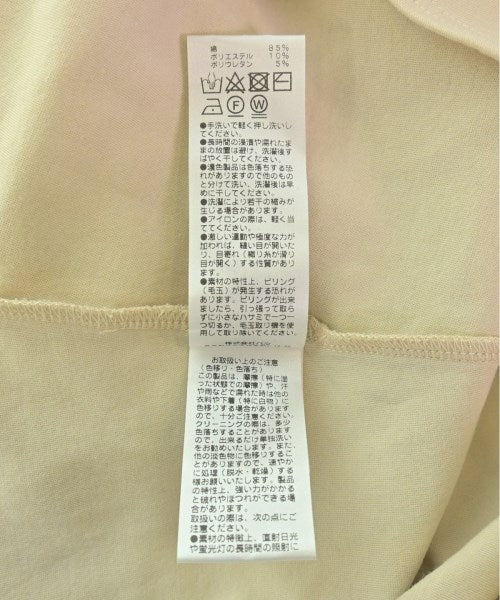 綿 85%
ポリエステル 10%
ポリウレタン 5%
F W
●手洗いで軽く押し洗いし
てください。
●長時間の浸漬や濡れたま
まの放置は避け、洗濯後す
ばやく干してください。
●濃色製品は色落ちする恐
れがありますので他のもの
と分けて洗い、洗濯後は早
めに干してください。
●洗濯により若干の縮みが
生じる場合があります。
●アイロンの際は、軽く当
ててください。
●激しい運動や極度な力が
加われば、縫い目が開いた
り、目寄れ(織り糸が滑り
目が開く)する性質があり
ます。
●素材の特性上、ピリング
(毛玉)が発生する恐れが
あります。ピリングが出来
ましたら、引っ張って取ら
ずに小さなハサミで一つ一
つ切るか、毛玉取り機を使
用して取り除いてください。
お取扱い上のご注意
(色移り・色落ち)
この製品は、摩擦(特に湿
った状態での摩擦)や、汗
や雨などで濡れた時は他の
衣料や下着(特に白物)に
色移りする場合があります
ので、十分ご注意ください。
クリーニングの際は、多少
色落ちすることがあります
ので、出来るだけ単独洗い
をお勧めいたします。また、
他の淡色物に色移りするこ
とがありますので、速やか
に処理(脱水・乾燥)する
様お願いいたします。製品
の特性上、強い力がかかる
と破れやほつれができる場
合があります。
取扱いの際は、次の点にご
注意ください。
●素材の特徴上、直射日光
や蛍光灯の長時間の照射に